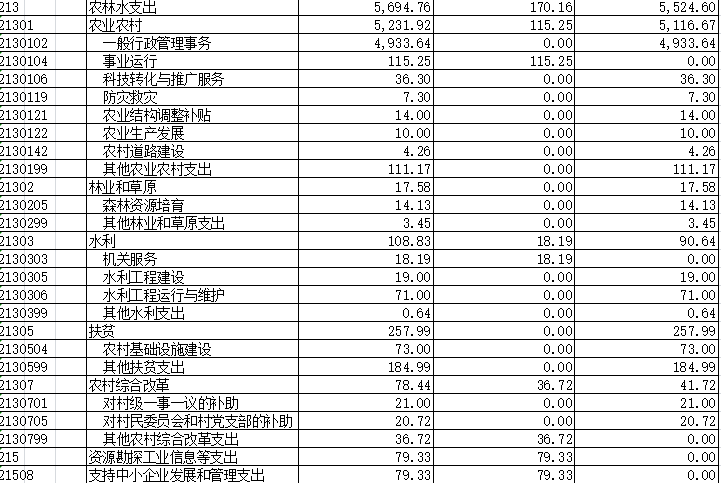 213 农林水支出 5,694.76 170.16 5,524.60
21301 农业农村 5,231.92 115.25 5,116.67
2130102 一般行政管理事务 4,933.64 0.00 4,933.64
2130104 事业运行 115.25 115.25 0.00
2130106 科技转化与推广服务 36.30 0.00 36.30
2130119 防灾救灾 7.30 0.00 7.30
2130121 农业结构调整补贴 14.00 0.00 14.00
2130122 农业生产发展 10.00 0.00 10.00
2130142 农村道路建设 4.26 0.00 4.26
2130199 其他农业农村支出 111.17 0.00 111.17
21302 林业和草原 17.58 0.00 17.58
2130205 森林资源培育 14.13 0.00 14.13
2130299 其他林业和草原支出 3.45 0.00 3.45
21303 水利 108.83 18.19 90.64
2130303 机关服务 18.19 18.19 0.00
2130305 水利工程建设 19.00 0.00 19.00
2130306 水利工程运行与维护 71.00 0.00 71.00
2130399 其他水利支出 0.64 0.00 0.64
21305 扶贫 257.99 0.00 257.99
2130504 农村基础设施建设 73.00 0.00 73.00
2130599 其他扶贫支出 184.99 0.00 184.99
21307 农村综合改革 78.44 36.72 41.72
2130701 对村级一事一议的补助 21.00 0.00 21.00
2130705 对村民委员会和村党支部的补助 20.72 0.00 20.72
2130799 其他农村综合改革支出 36.72 36.72 0.00
215 资源勘探工业信息等支出 79.33 79.33 0.00
21508 支持中小企业发展和管理支出 79.33 79.33 0.00